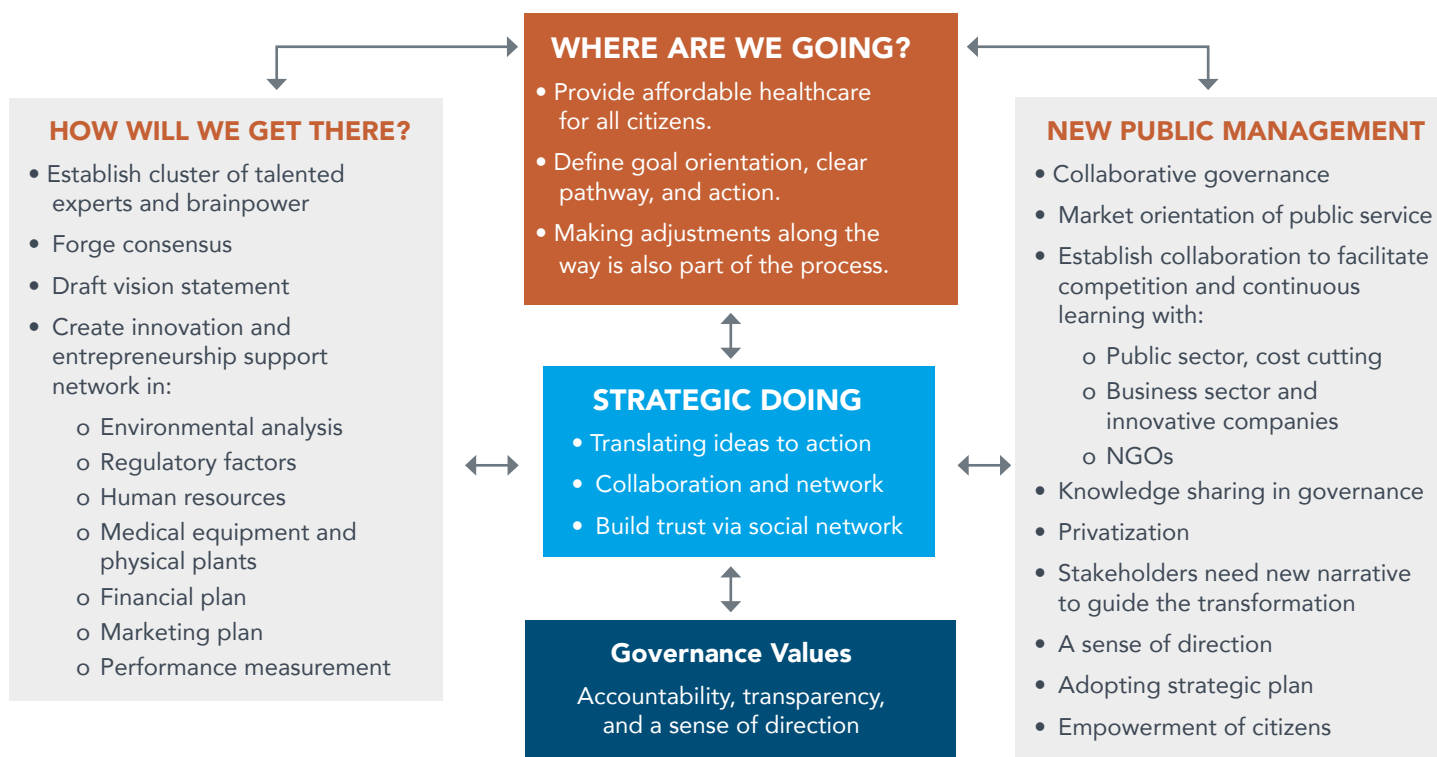 WHERE ARE WE GOING?
• Provide affordable healthcare
for all citizens.
• Define goal orientation, clear
pathway, and action.
• Making adjustments along the
way is also part of the process.
HOW WILL WE GET THERE?
• Establish cluster of talented
experts and brainpower
• Forge consensus
• Draft vision statement
• Create innovation and
entrepreneurship support
network in:
o Environmental analysis
o Regulatory factors
o Human resources
o Medical equipment and
physical plants
o Financial plan
o Marketing plan
o Performance measurement
STRATEGIC DOING
• Translating ideas to action
• Collaboration and network
• Build trust via social network
Governance Values
Accountability, transparency,
and a sense of direction
NEW PUBLIC MANAGEMENT
• Collaborative governance
• Market orientation of public service
• Establish collaboration to facilitate
competition and continuous
learning with:
o Public sector, cost cutting
o Business sector and
innovative companies
o NGOs
• Knowledge sharing in governance
• Privatization
• Stakeholders need new narrative
to guide the transformation
• A sense of direction
• Adopting strategic plan
• Empowerment of citizens